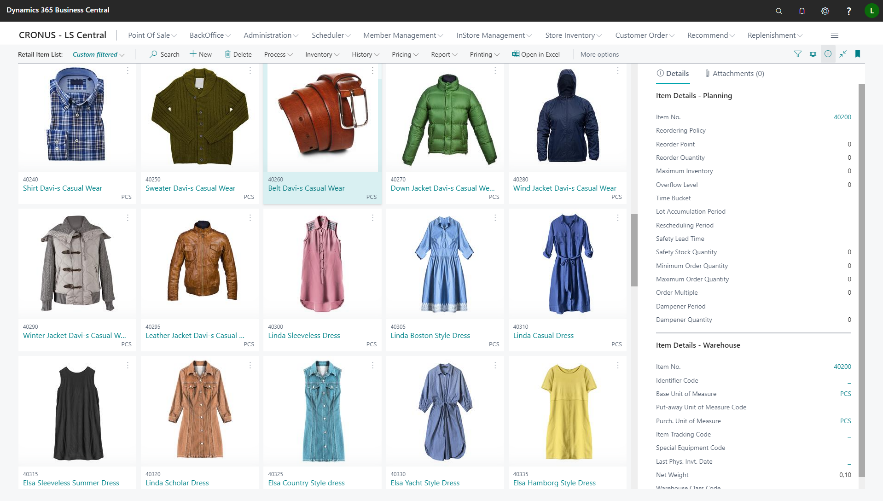 Dynamics 365 Business Central
?
L
CRONUS - LS Central
Point Of Sale
BackOffice
Administration
Scheduler
Member Management
InStore Management
Store Inventory
Customer Order
Recommend
Replenishment
Retail Item List:
Custom filtered
Search
New
Delete
Process
Inventory
History
Pricing
Report
Printing
Open in Excel
More options
40240
Shirt Davi-s Casual Wear
PCS
40250
Sweater Davi-s Casual Wear
PCS
40260
Belt Davi-s Casual Wear
PCS
40270
Down Jacket Davi-s Casual We...
PCS
40280
Wind Jacket Davi-s Casual Wear
PCS
40290
Winter Jacket Davi-s Casual W...
PCS
40295
Leather Jacket Davi-s Casual ...
PCS
40300
Linda Sleeveless Dress
PCS
40305
Linda Boston Style Dress
PCS
40310
Linda Casual Dress
PCS
40315
Elsa Sleeveless Summer Dress
40320
Linda Scholar Dress
40325
Elsa Country Style dress
40330
Elsa Yacht Style Dress
40335
Elsa Hamborg Style Dress
Details
Attachments (0)
Item Details - Planning
Item No. 40200
Reordering Policy
Reorder Point 0
Reorder Quantity 0
Maximum Inventory 0
Overflow Level 0
Time Bucket
Lot Accumulation Period
Rescheduling Period
Safety Lead Time
Safety Stock Quantity 0
Minimum Order Quantity 0
Maximum Order Quantity 0
Order Multiple 0
Dampener Period
Dampener Quantity 0
Item Details - Warehouse
Item No. 40200
Identifier Code _
Base Unit of Measure PCS
Put-away Unit of Measure Code
Purch. Unit of Measure PCS
Item Tracking Code _
Special Equipment Code
Last Phys. Invt. Date _
Net Weight 0,10
Warehouse Class Code